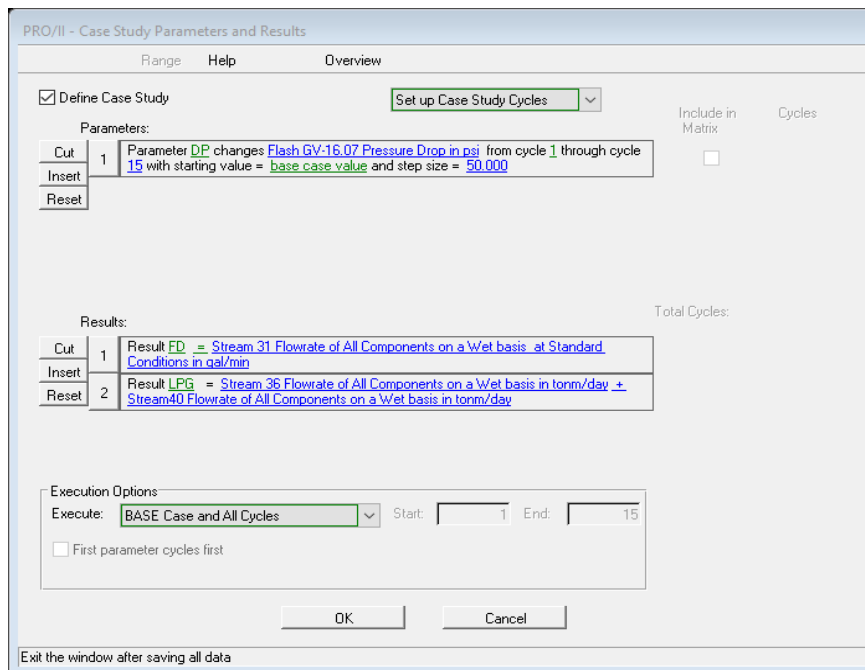 PRO/II - Case Study Parameters and Results
Range Help Overview
Define Case Study Set up Case Study Cycles
Include in Matrix Cycles
Parameters:
Cut
Insert
Reset
1
Parameter DP changes Flash GV-16.07 Pressure Drop in psi from cycle 1 through cycle
15 with starting value = base case value and step size = 50.000
Total Cycles:
Results:
Cut
Insert
Reset
1
Result FD = Stream 31 Flowrate of All Components on a Wet basis at Standard
Conditions in gal/min
2
Result LPG = Stream 36 Flowrate of All Components on a Wet basis in tonm/day +
Stream40 Flowrate of All Components on a Wet basis in tonm/day
Execution Options
Execute: BASE Case and All Cycles Start: 1 End: 15
First parameter cycles first
OK Cancel
Exit the window after saving all data